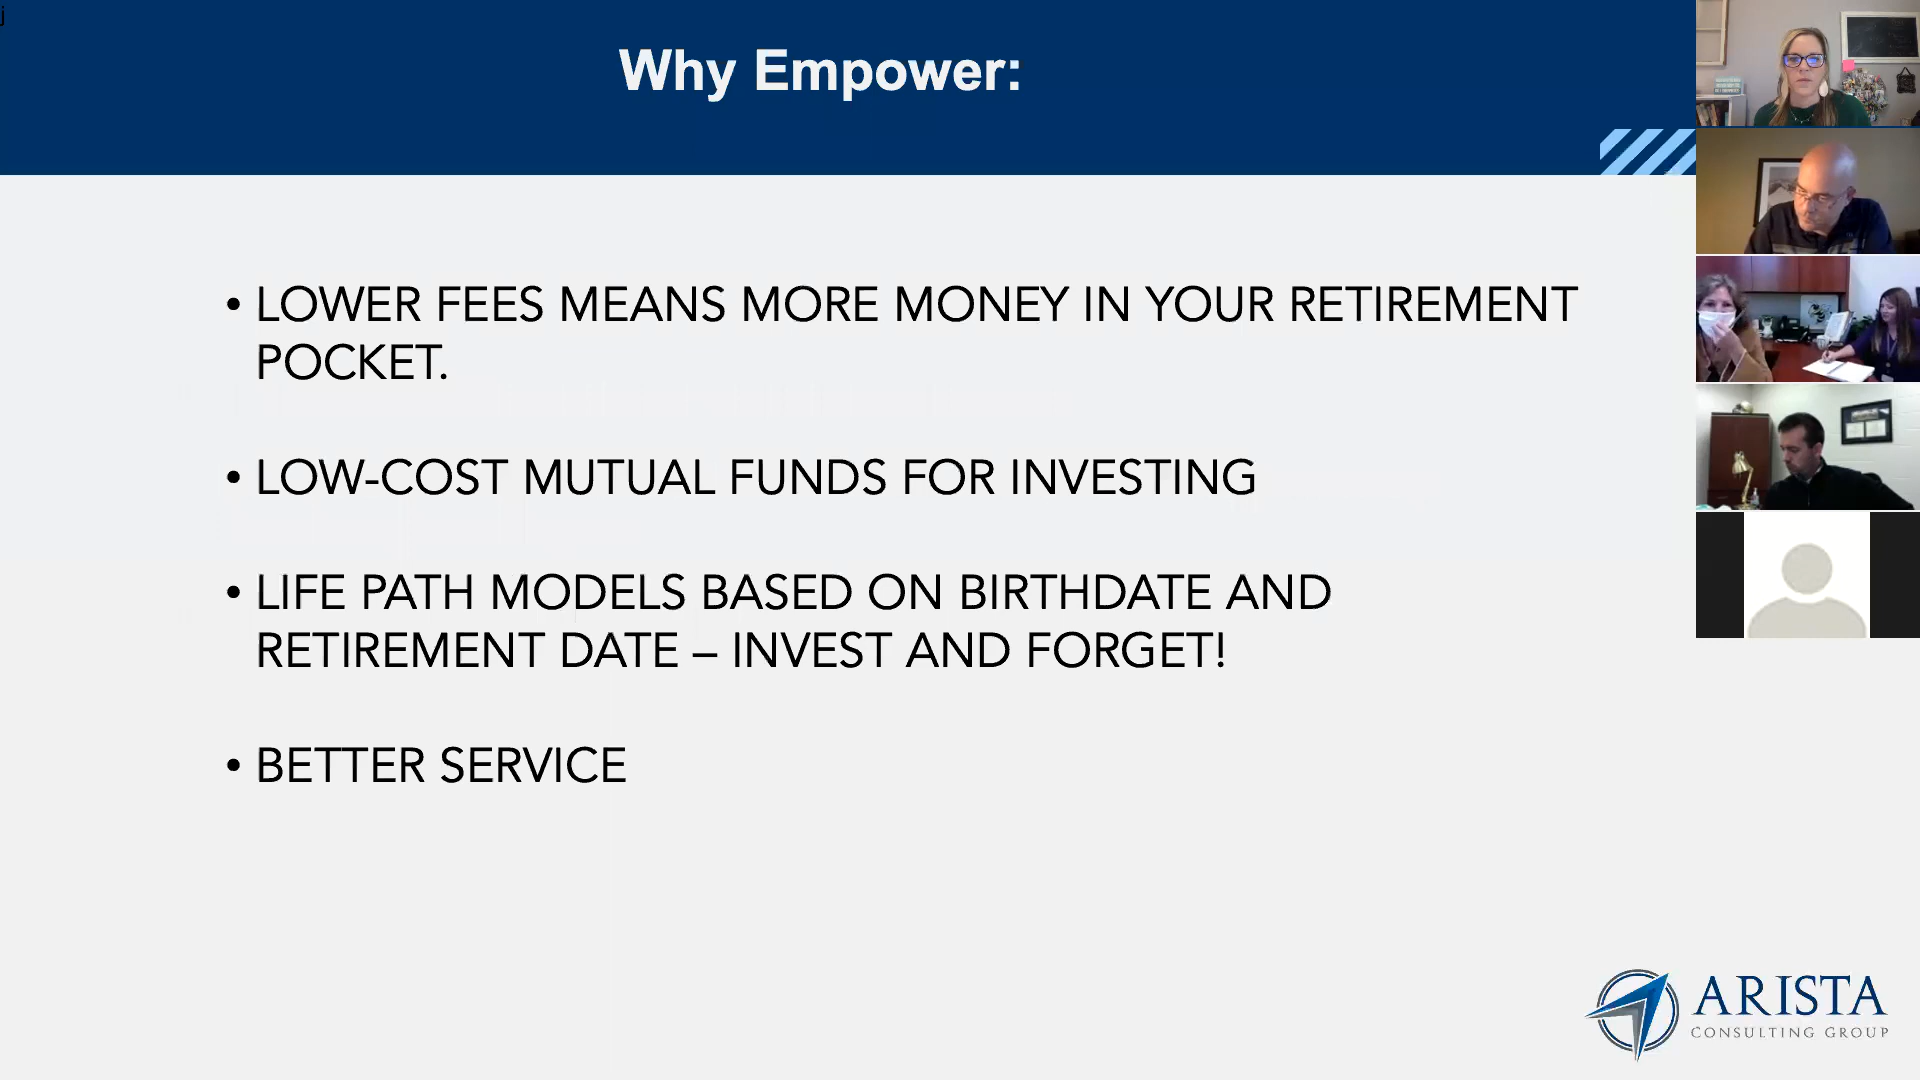 j
Why Empower:
• LOWER FEES MEANS MORE MONEY IN YOUR RETIREMENT
POCKET.
• LOW-COST MUTUAL FUNDS FOR INVESTING
• LIFE PATH MODELS BASED ON BIRTHDATE AND
RETIREMENT DATE – INVEST AND FORGET!
• BETTER SERVICE
ARISTA
CONSULTING GROUP